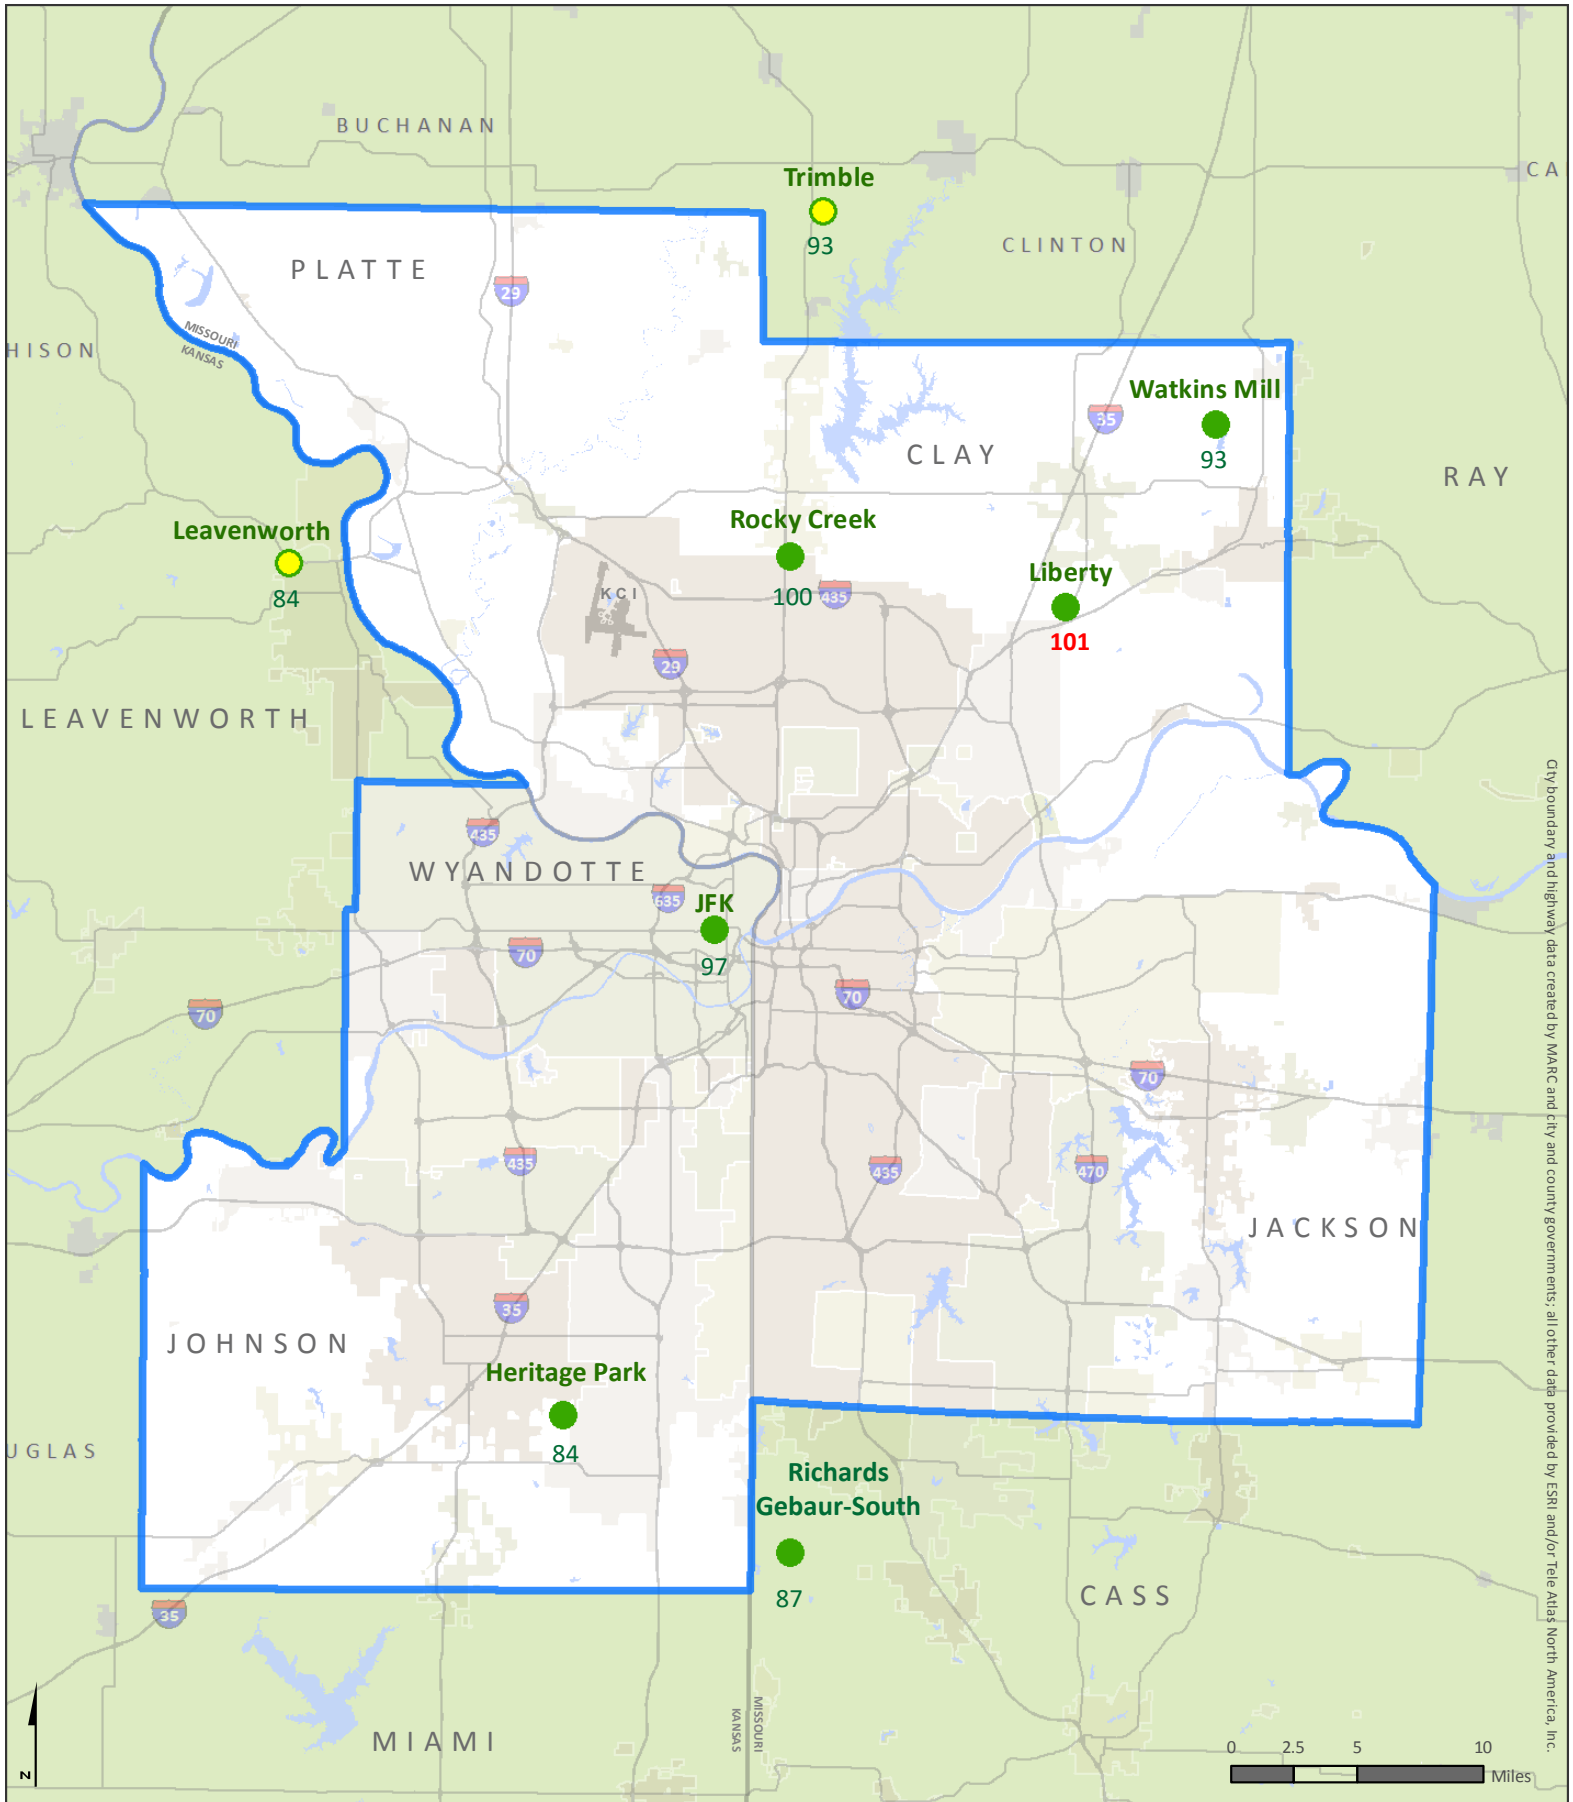 BUCHANAN
CA
Trimble
93
CLINTON
PLATTE
29
MISSOURI
KANSAS
HISON
Watkins Mill
35
93
CLAY
RAY
Leavenworth
84
Rocky Creek
100
435
KCI
Liberty
101
29
LEAVENWORTH
435
WYANDOTTE
635
JFK
97
70
70
70
70
435
435
470
JACKSON
35
JOHNSON
Heritage Park
84
UGLAS
Richards
Gebaur-South
87
CASS
35
MIAMI
KANSAS
MISSOURI
N
0 2.5 5 10
Miles
City boundary and highway data created by MARC and city and county governments; all other data provided by ESRI and/or Tele Atlas North America, Inc.